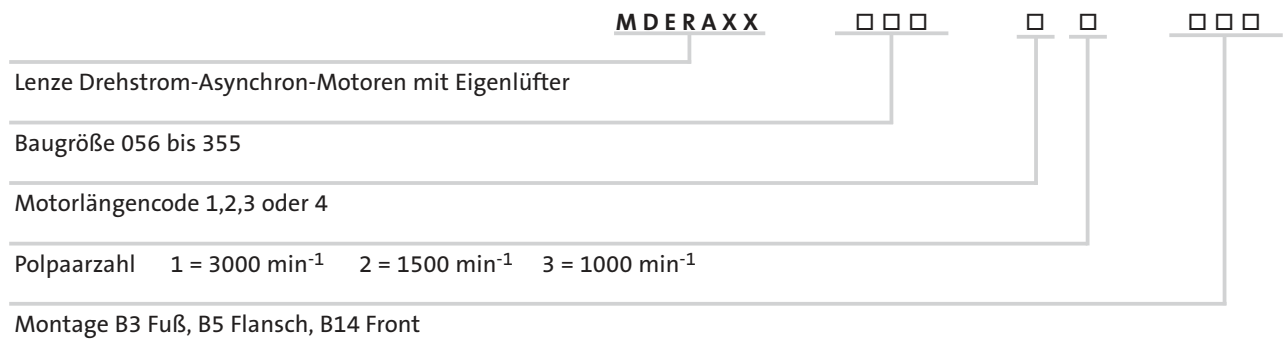 MDERAXX □□□ □ □ □□□
Lenze Drehstrom-Asynchron-Motoren mit Eigenlüfter
Baugröße 056 bis 355
Motorlängencode 1,2,3 oder 4
Polpaarzahl 1 = 3000 min-1 2 = 1500 min-1 3 = 1000 min-1
Montage B3 Fuß, B5 Flansch, B14 Front